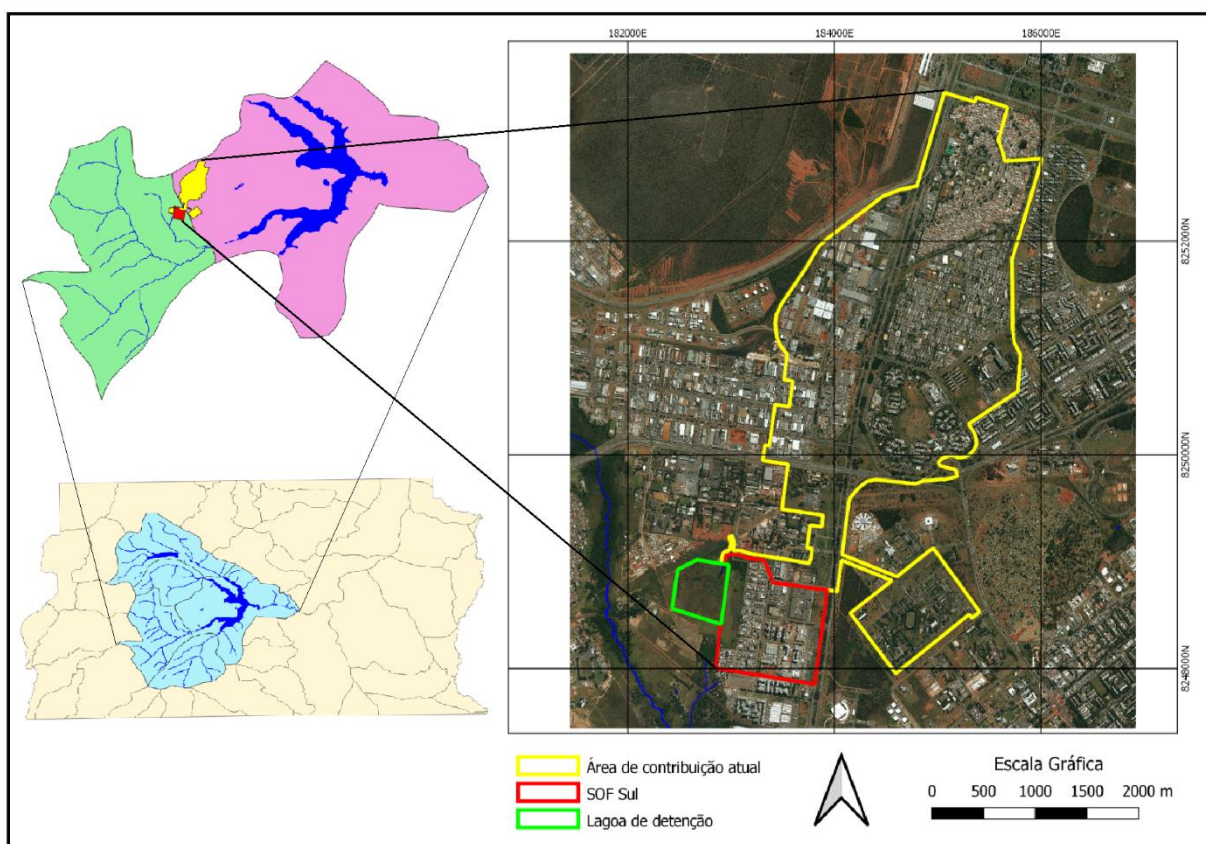 182000E
184000E
186000E
8252000N
8250000N
8248000N
Área de contribuição atual
SOF Sul
Lagoa de detenção
Escala Gráfica
0 500 1000 1500 2000 m